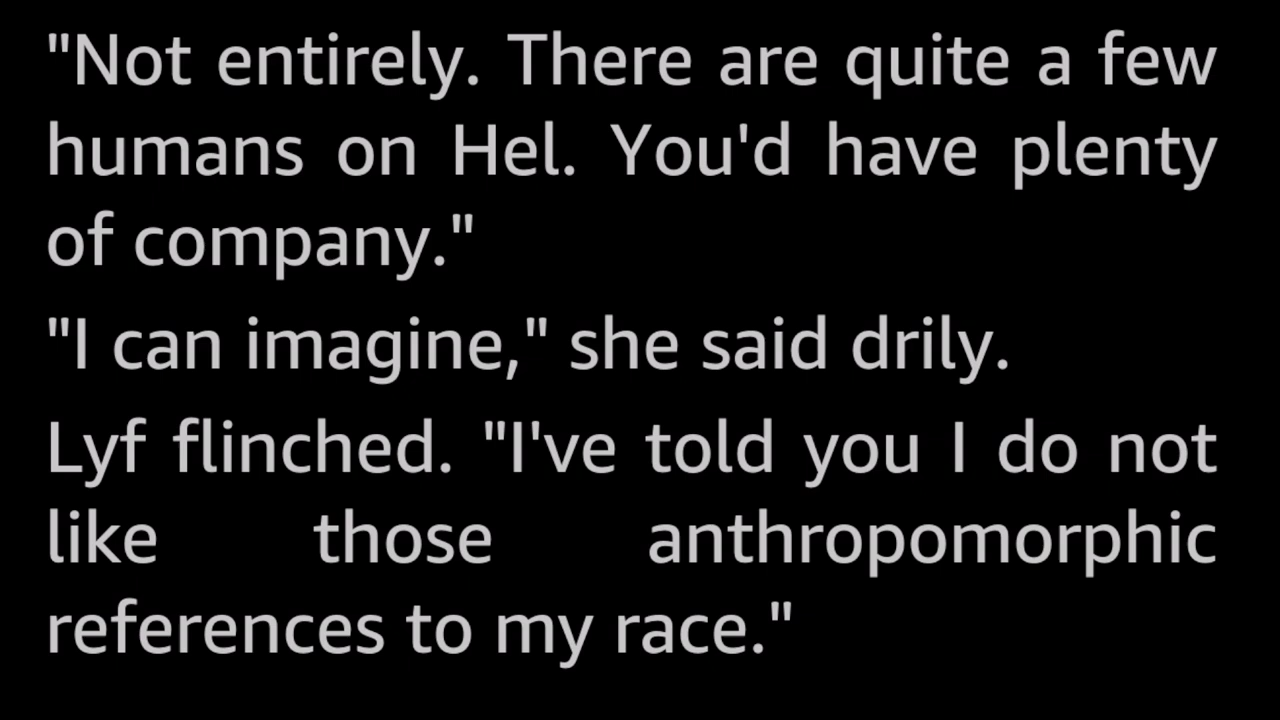 "Not entirely. There are quite a few
humans on Hel. You'd have plenty
of company."
"I can imagine," she said drily.
Lyf flinched. "I've told you I do not
like those anthropomorphic
references to my race."